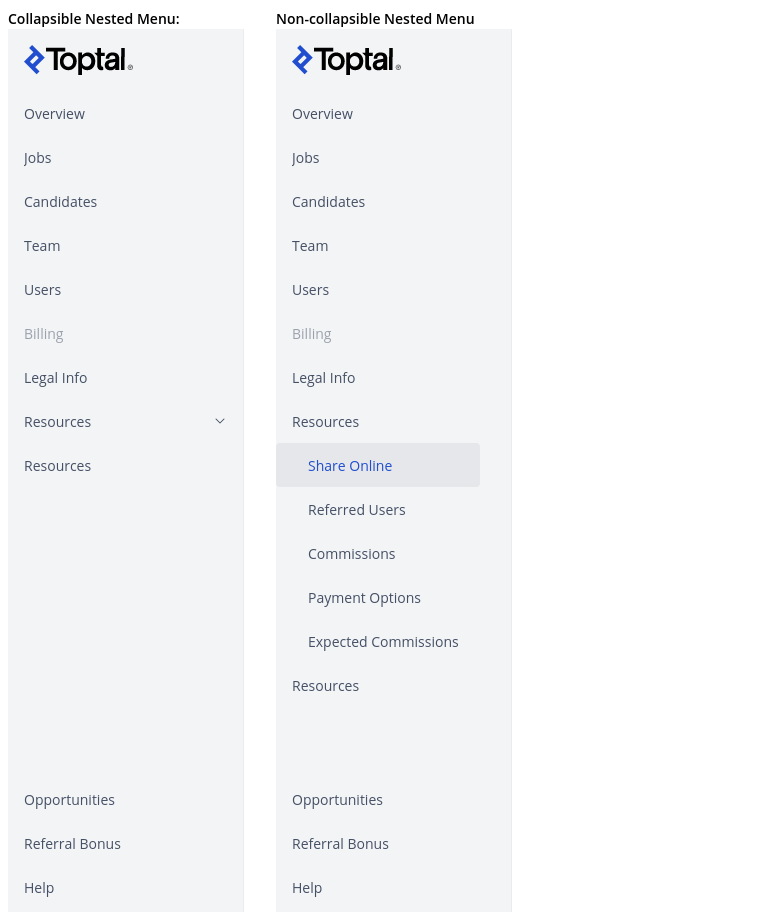 Collapsible Nested Menu:
Toptal®
Overview
Jobs
Candidates
Team
Users
Billing
Legal Info
Resources
Resources
Opportunities
Referral Bonus
Help
Non-collapsible Nested Menu
Toptal®
Overview
Jobs
Candidates
Team
Users
Billing
Legal Info
Resources
Share Online
Referred Users
Commissions
Payment Options
Expected Commissions
Resources
Opportunities
Referral Bonus
Help